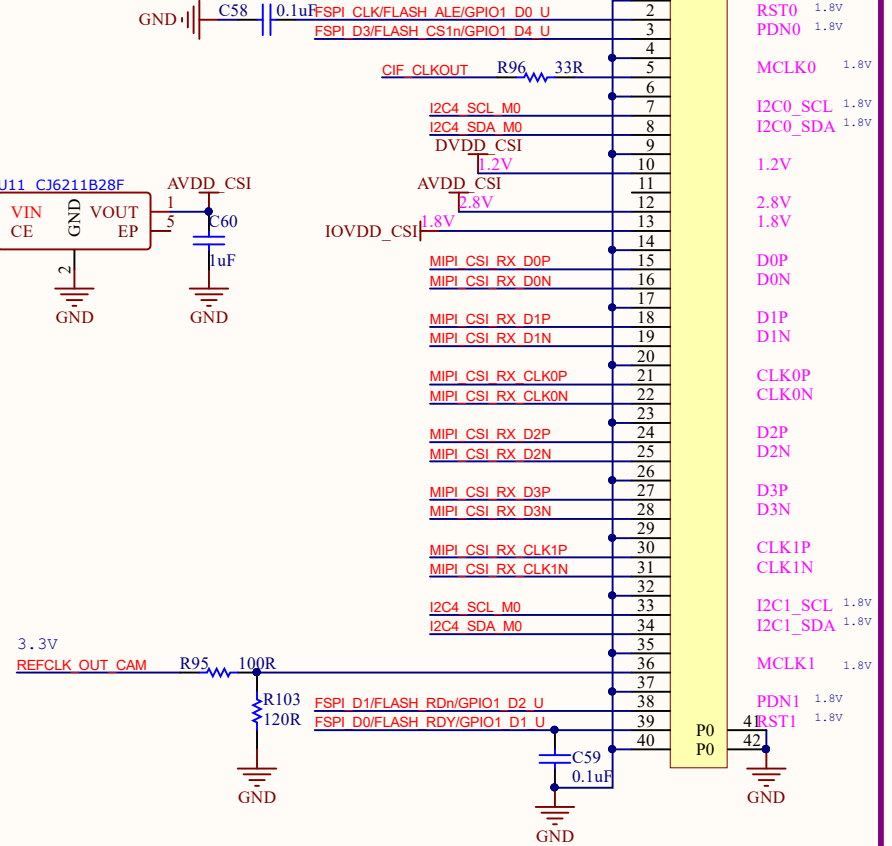 C58 0.1uF FSPI_CLK/FLASH_ALE/GPIO1_D0_U 2 RST0 1.8V
GND
FSPI_D3/FLASH_CS1n/GPIO1_D4_U 3 PDN0 1.8V
4
CIF_CLKOUT R96 33R 5 MCLK0 1.8V
6
I2C4_SCL_M0 7 I2C0_SCL 1.8V
I2C4_SDA_M0 8 I2C0_SDA 1.8V
DVDD_CSI 9
1.2V 10 1.2V
U11 CJ6211B28F AVDD_CSI AVDD_CSI 11
VIN GND VOUT 1 2.8V 12 2.8V
CE EP 5 C60 IOVDD_CSI 1.8V 13 1.8V
14
1uF MIPI_CSI_RX_D0P 15 D0P
2 MIPI_CSI_RX_D0N 16 D0N
17
GND GND MIPI_CSI_RX_D1P 18 D1P
MIPI_CSI_RX_D1N 19 D1N
20
MIPI_CSI_RX_CLK0P 21 CLK0P
MIPI_CSI_RX_CLK0N 22 CLK0N
23
MIPI_CSI_RX_D2P 24 D2P
MIPI_CSI_RX_D2N 25 D2N
26
MIPI_CSI_RX_D3P 27 D3P
MIPI_CSI_RX_D3N 28 D3N
29
MIPI_CSI_RX_CLK1P 30 CLK1P
MIPI_CSI_RX_CLK1N 31 CLK1N
32
I2C4_SCL_M0 33 I2C1_SCL 1.8V
I2C4_SDA_M0 34 I2C1_SDA 1.8V
3.3V 35
REFCLK_OUT_CAM R95 100R 36 MCLK1 1.8V
37
R103 FSPI_D1/FLASH_RDn/GPIO1_D2_U 38 PDN1 1.8V
120R FSPI_D0/FLASH_RDY/GPIO1_D1_U 39 P0 41 RST1 1.8V
40 P0 42
C59
0.1uF
GND GND
GND